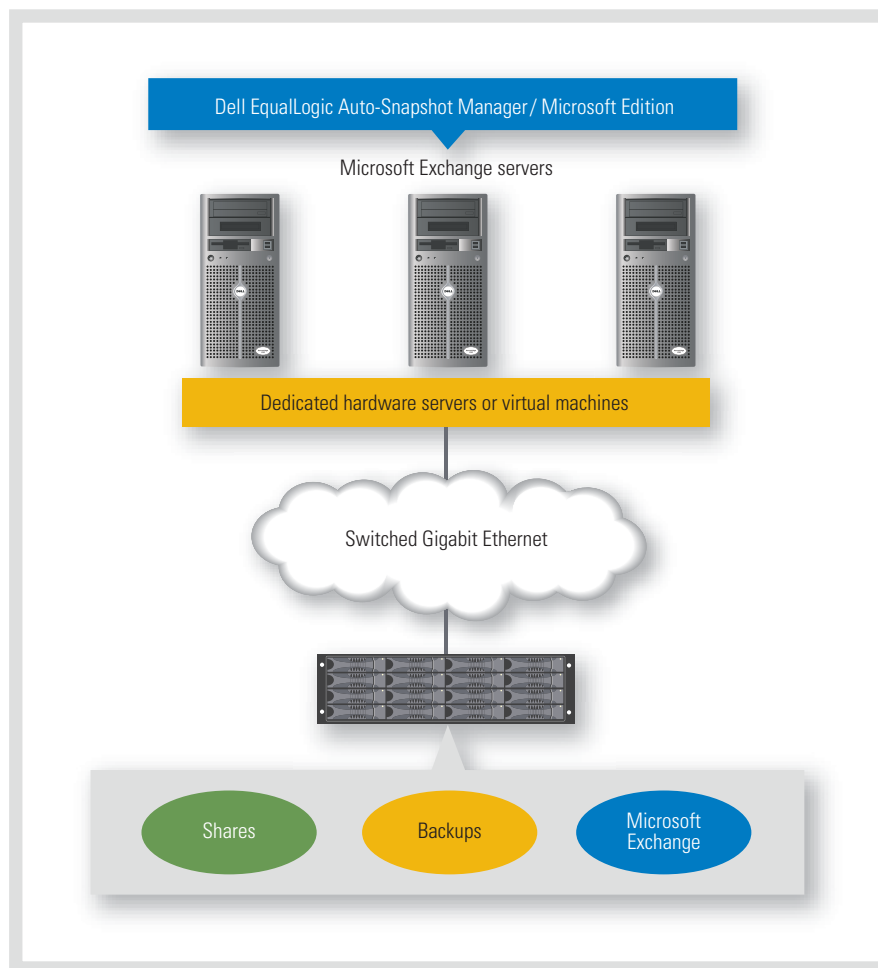 Dell EqualLogic Auto-Snapshot Manager/ Microsoft Edition
Microsoft Exchange servers
Dedicated hardware servers or virtual machines
Switched Gigabit Ethernet
Shares
Backups
Microsoft
Exchange